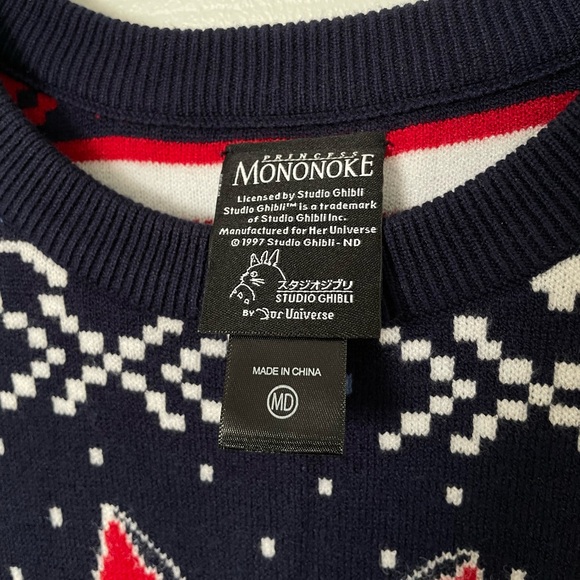 PRINCESS
MONONOKE
Licensed by Studio Ghibli
Studio Ghibli™ is a trademark
of Studio Ghibli Inc.
Manufactured for Her Universe
© 1997 Studio Ghibli - ND
スタジオジブリ
STUDIO GHIBLI
BY Our Universe
MADE IN CHINA
MD